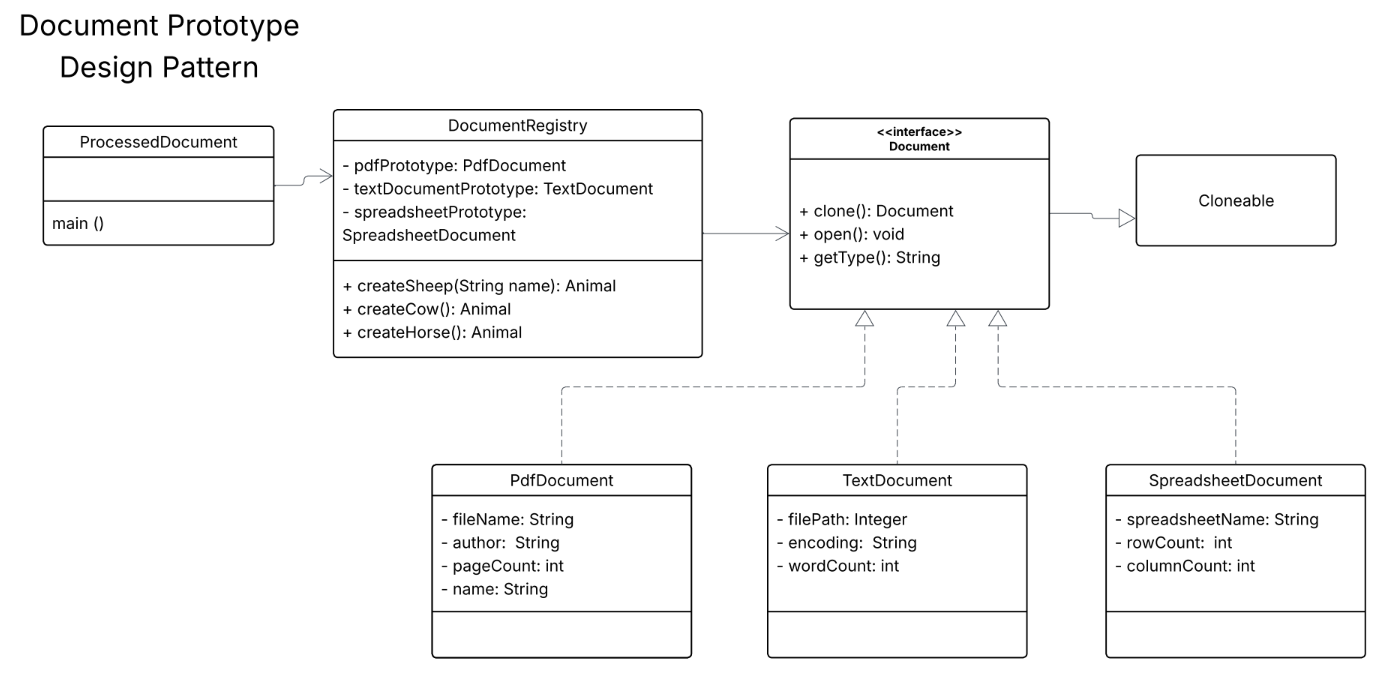 Document Prototype
Design Pattern
ProcessedDocument
main ()
DocumentRegistry
- pdfPrototype: PdfDocument
- textDocumentPrototype: TextDocument
- spreadsheetPrototype:
SpreadsheetDocument
+ createSheep(String name): Animal
+ createCow(): Animal
+ createHorse(): Animal
<<interface>>
Document
+ clone(): Document
+ open(): void
+ getType(): String
Cloneable
PdfDocument
- fileName: String
- author:  String
- pageCount: int
- name: String
TextDocument
- filePath: Integer
- encoding:  String
- wordCount: int
SpreadsheetDocument
- spreadsheetName: String
- rowCount:  int
- columnCount: int